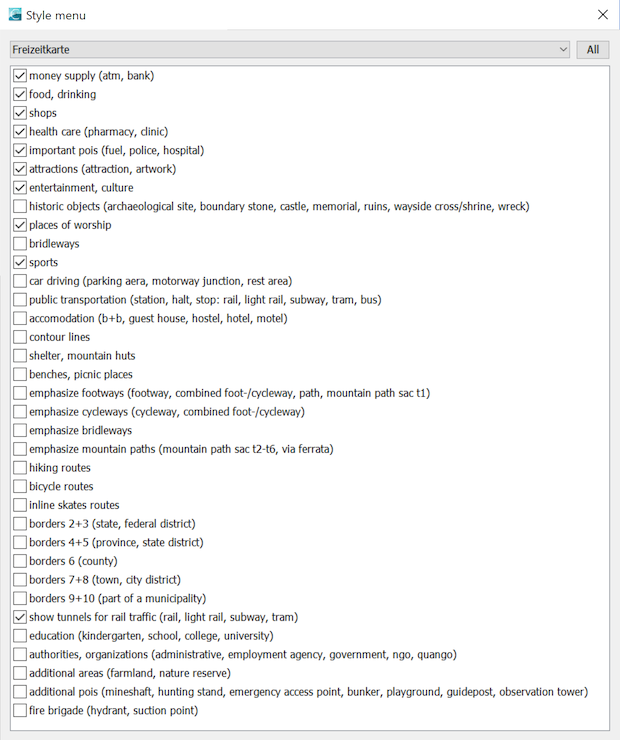 Style menu
Freizeitkarte
All
money supply (atm, bank)
food, drinking
shops
health care (pharmacy, clinic)
important pois (fuel, police, hospital)
attractions (attraction, artwork)
entertainment, culture
historic objects (archaeological site, boundary stone, castle, memorial, ruins, wayside cross/shrine, wreck)
places of worship
bridleways
sports
car driving (parking aera, motorway junction, rest area)
public transportation (station, halt, stop: rail, light rail, subway, tram, bus)
accomodation (b+b, guest house, hostel, hotel, motel)
contour lines
shelter, mountain huts
benches, picnic places
emphasize footways (footway, combined foot-/cycleway, path, mountain path sac t1)
emphasize cycleways (cycleway, combined foot-/cycleway)
emphasize bridleways
emphasize mountain paths (mountain path sac t2-t6, via ferrata)
hiking routes
bicycle routes
inline skates routes
borders 2+3 (state, federal district)
borders 4+5 (province, state district)
borders 6 (county)
borders 7+8 (town, city district)
borders 9+10 (part of a municipality)
show tunnels for rail traffic (rail, light rail, subway, tram)
education (kindergarten, school, college, university)
authorities, organizations (administrative, employment agency, government, ngo, quango)
additional areas (farmland, nature reserve)
additional pois (mineshaft, hunting stand, emergency access point, bunker, playground, guidepost, observation tower)
fire brigade (hydrant, suction point)